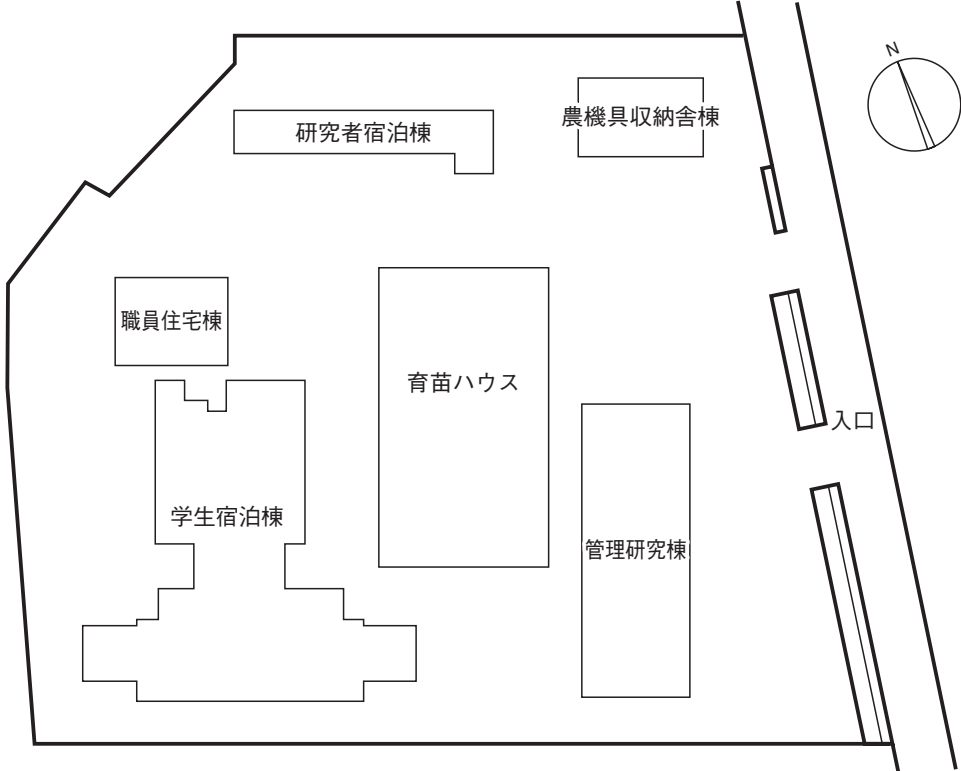 N
農機具収納舎棟
研究者宿泊棟
職員住宅棟
育苗ハウス
入口
学生宿泊棟
管理研究棟